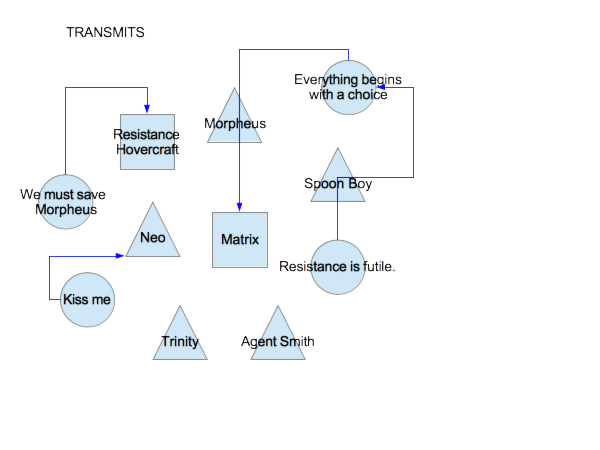 TRANSMITS
Everything begins
with a choice
Morpheus
Resistance
Hovercraft
Spoon Boy
We must save
Morpheus
Neo
Matrix
Resistance is futile.
Kiss me
Trinity
Agent Smith